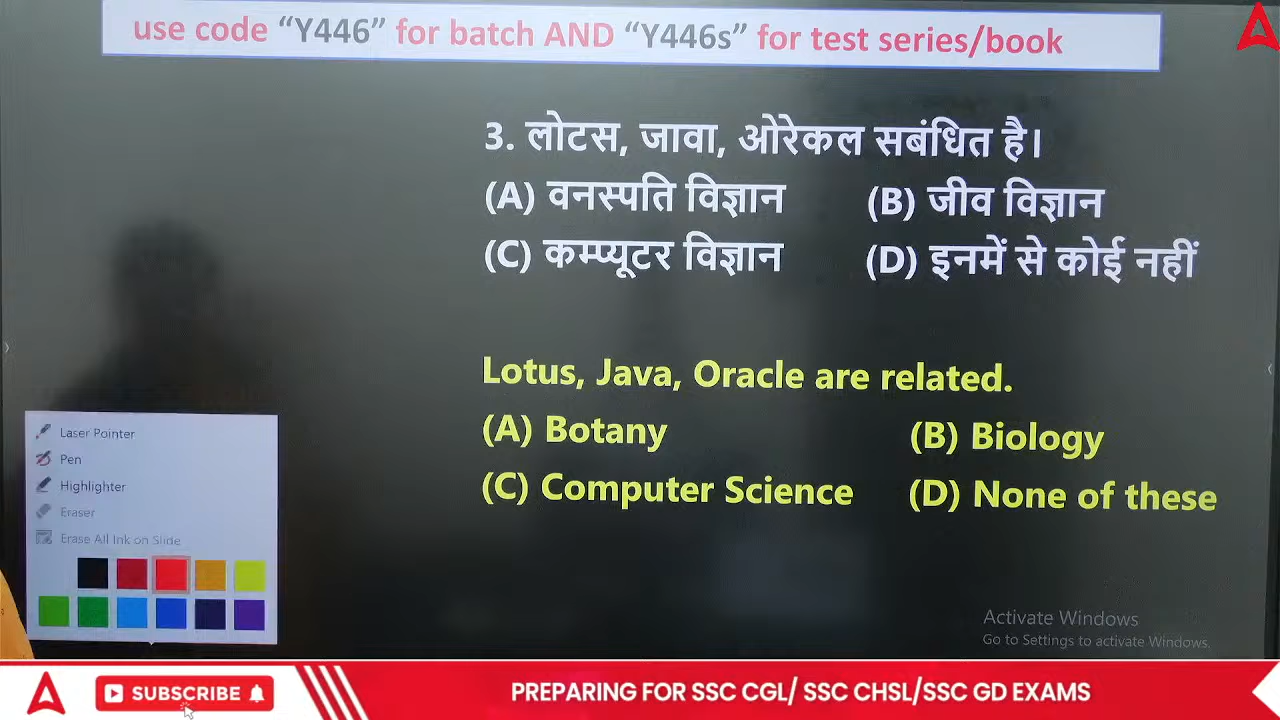 use code “Y446” for batch AND “Y446s” for test series/book
3. लोटस, जावा, ओरेकल सबंधित है।
(A) वनस्पति विज्ञान (B) जीव विज्ञान
(C) कम्प्यूटर विज्ञान (D) इनमें से कोई नहीं
Lotus, Java, Oracle are related.
(A) Botany (B) Biology
(C) Computer Science (D) None of these
Laser Pointer
Pen
Highlighter
Eraser
Erase All Ink on Slide
Activate Windows
Go to Settings to activate Windows.
SUBSCRIBE
PREPARING FOR SSC CGL/ SSC CHSL/SSC GD EXAMS